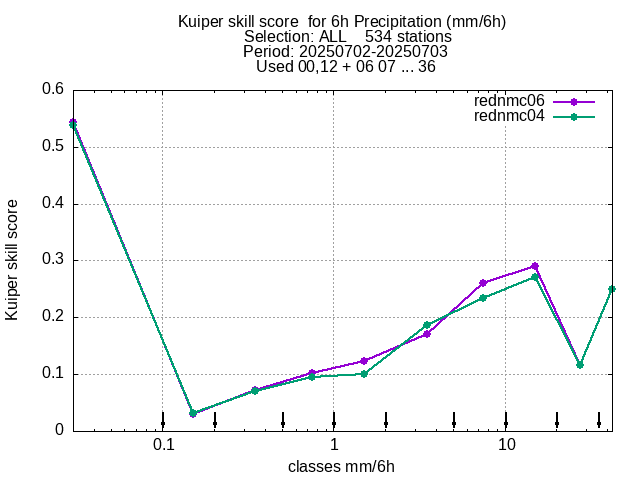 Kuiper skill score  for 6h Precipitation (mm/6h)
Selection: ALL    534 stations
Period: 20250702-20250703
Used 00,12 + 06 07 ... 36
rednmc06
rednmc04
Kuiper skill score
0.6
0.5
0.4
0.3
0.2
0.1
0
0.1
1
10
classes mm/6h